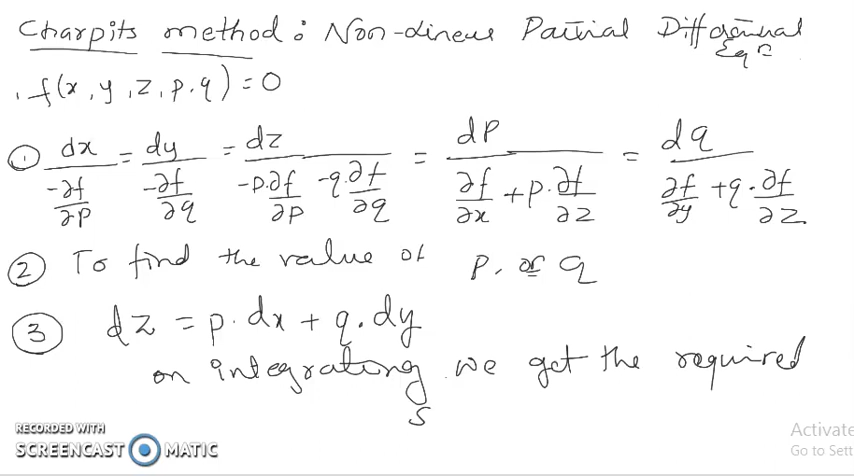 Charpits method : Non-Linear Partial Differential Eqn
, f(x, y, z, p. q) = 0
① dx/(-∂f/∂p) = dy/(-∂f/∂q) = dz/(-p.∂f/∂p -q.∂f/∂q) = dp/(∂f/∂x + p.∂f/∂z) = dq/(∂f/∂y + q.∂f/∂z)
② To find the value of p, or q
③ dz = p.dx + q.dy
on integrating we get the required
s
RECORDED WITH
SCREENCAST MATIC
Activate
Go to Sett